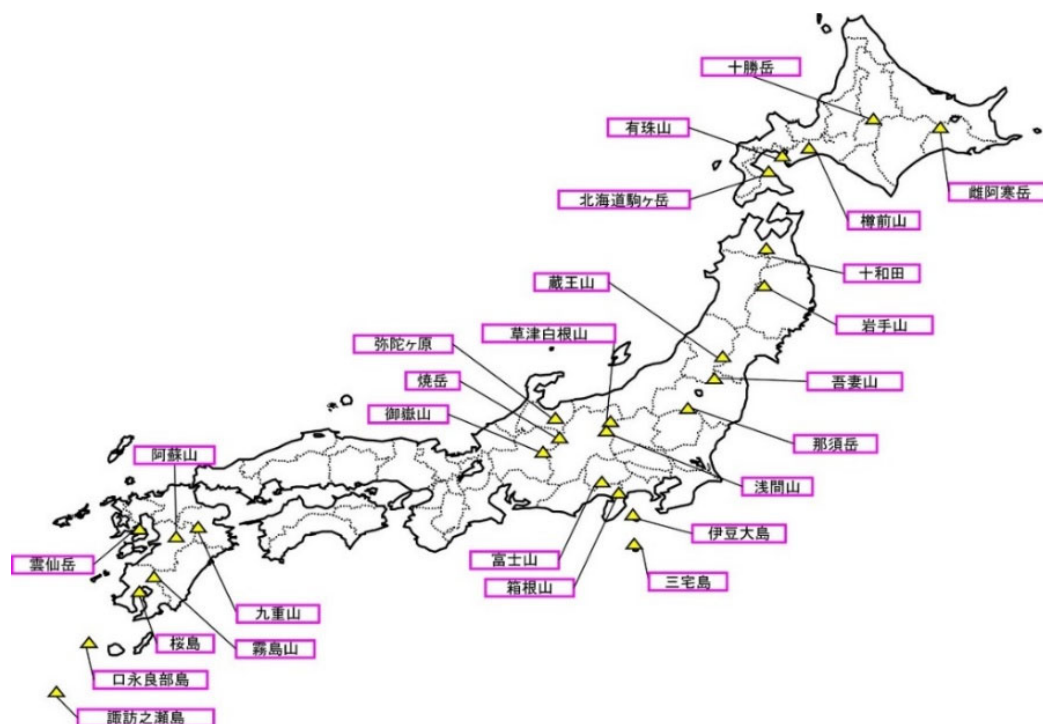 十勝岳
有珠山
雌阿寒岳
北海道駒ヶ岳
樽前山
十和田
蔵王山
岩手山
草津白根山
弥陀ヶ原
焼岳
吾妻山
御嶽山
那須岳
阿蘇山
浅間山
伊豆大島
雲仙岳
富士山
三宅島
箱根山
九重山
桜島
霧島山
口永良部島
諏訪之瀬島